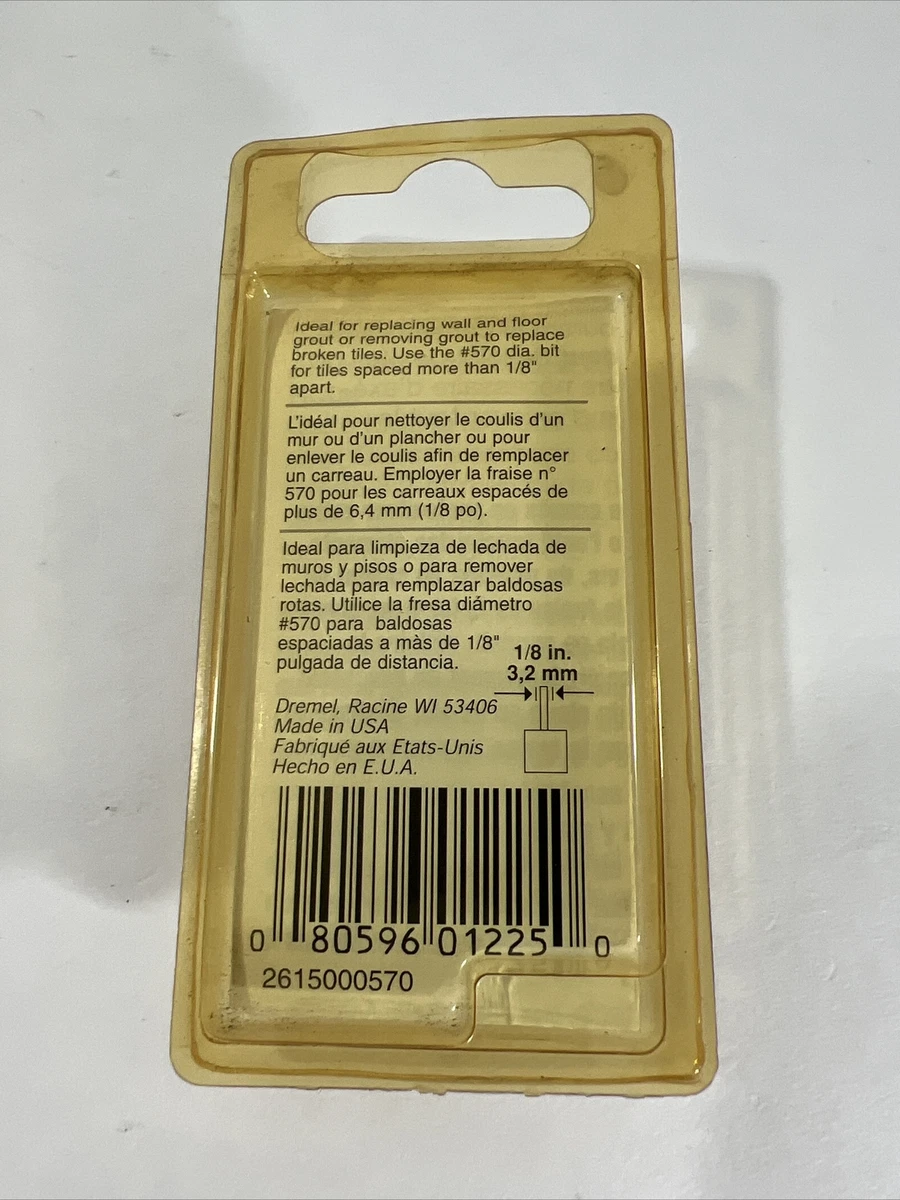 Ideal for replacing wall and floor
grout or removing grout to replace
broken tiles. Use the #570 dia. bit
for tiles spaced more than 1/8"
apart.
L'idéal pour nettoyer le coulis d'un
mur ou d'un plancher ou pour
enlever le coulis afin de remplacer
un carreau. Employer la fraise n°
570 pour les carreaux espacés de
plus de 6,4 mm (1/8 po).
Ideal para limpieza de lechada de
muros y pisos o para remover
lechada para remplazar baldosas
rotas. Utilice la fresa diámetro
#570 para baldosas
espaciadas a màs de 1/8"
pulgada de distancia.
1/8 in.
3,2 mm
Dremel, Racine WI 53406
Made in USA
Fabriqué aux Etats-Unis
Hecho en E.U.A.
0 80596 01225 0
2615000570